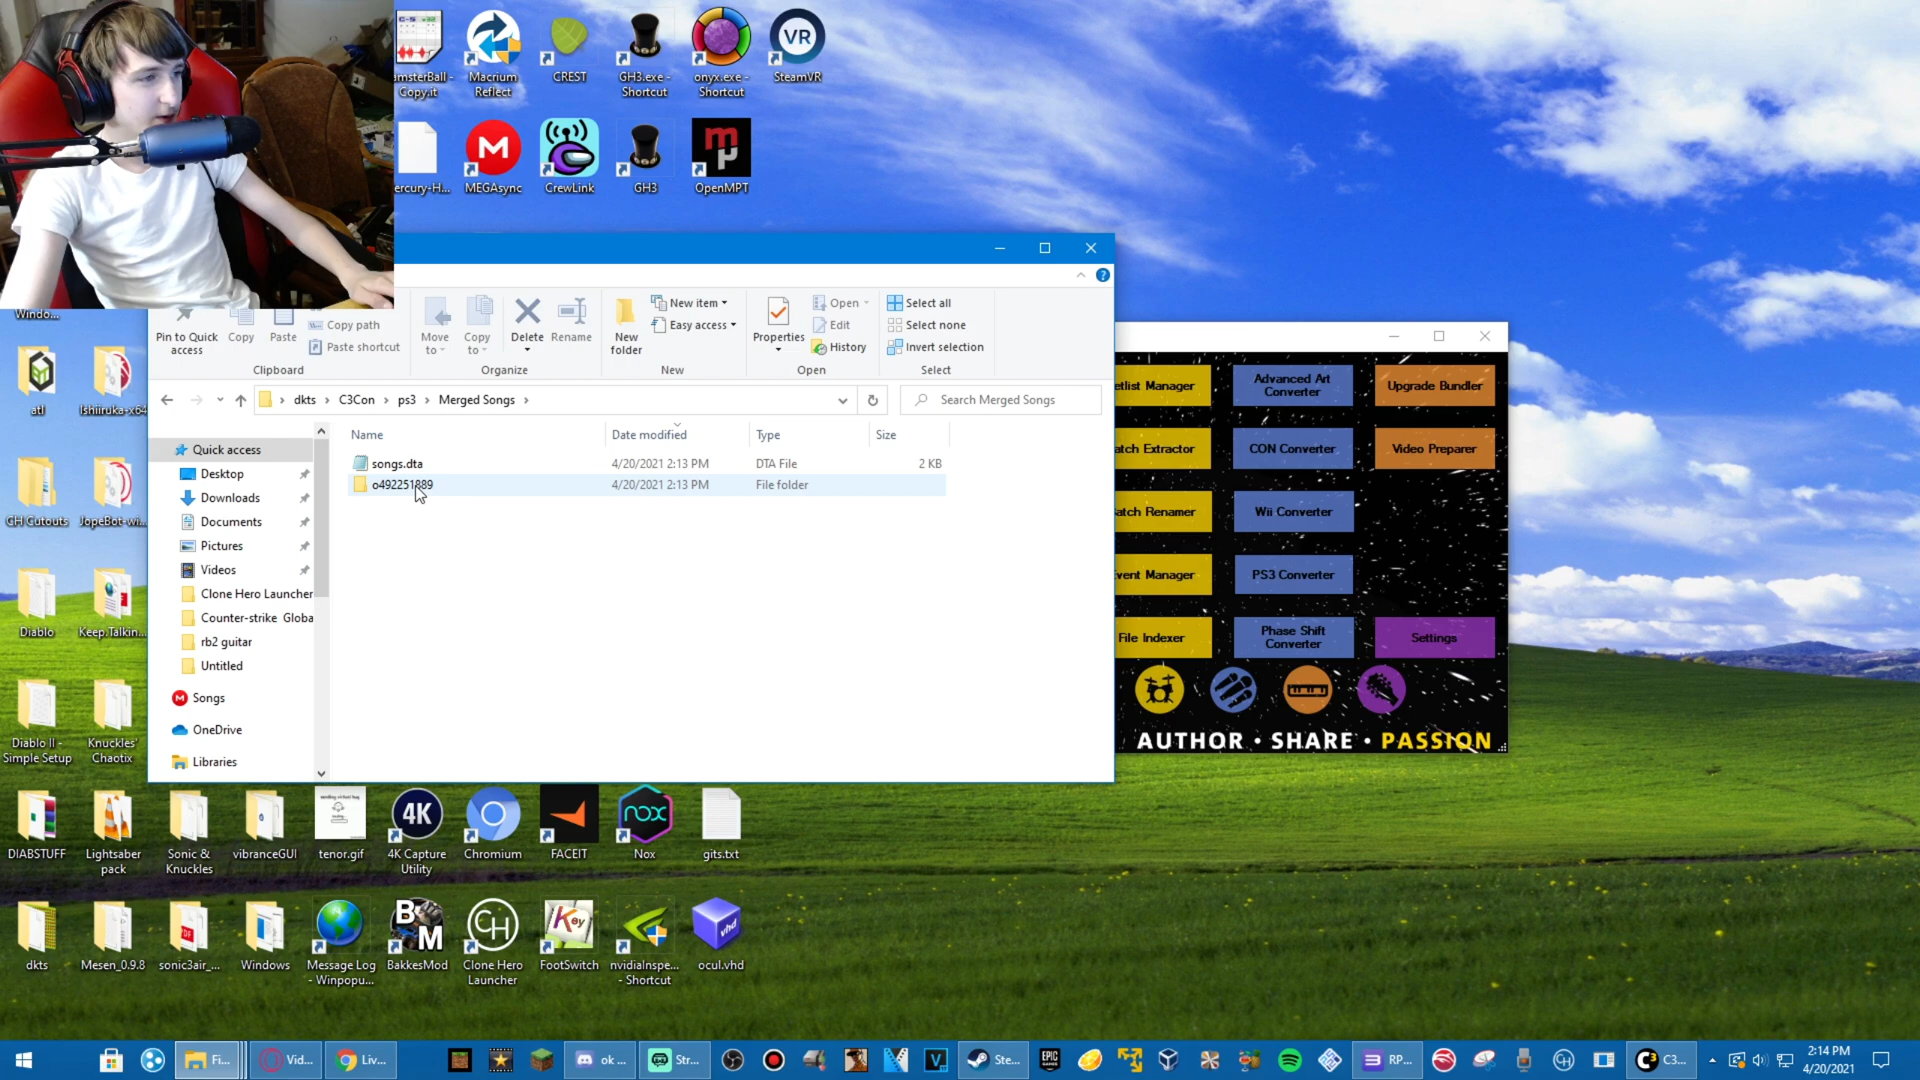 amsterBall -
Copy.it
Macrium
Reflect
CREST
GH3.exe -
Shortcut
onyx.exe -
Shortcut
VR
SteamVR
ercury-H...
MEGAsync
CrewLink
GH3
OpenMPT
Windo...
Pin to Quick
access
Copy
Paste
Copy path
Paste shortcut
Clipboard
Move
to
Copy
to
Delete
Rename
Organize
New
folder
New item
Easy access
New
Properties
Open
Edit
History
Open
Select all
Select none
Invert selection
Select
dkts
C3Con
ps3
Merged Songs
Search Merged Songs
Name
Date modified
Type
Size
songs.dta
4/20/2021 2:13 PM
DTA File
2 KB
o492251889
4/20/2021 2:13 PM
File folder
Quick access
Desktop
Downloads
Documents
Pictures
Videos
Clone Hero Launcher
Counter-strike Globa
rb2 guitar
Untitled
Songs
OneDrive
Libraries
etlist Manager
Advanced Art
Converter
Upgrade Bundler
atch Extractor
CON Converter
Video Preparer
atch Renamer
Wii Converter
vent Manager
PS3 Converter
File Indexer
Phase Shift
Converter
Settings
AUTHOR • SHARE • PASSION
atl
Ishiiruka-x64
CH Cutouts
JopeBot-wi...
Diablo
Keep.Talkin...
Diablo II -
Simple Setup
Knuckles'
Chaotix
DIABSTUFF
Lightsaber
pack
Sonic &
Knuckles
vibranceGUI
tenor.gif
4K
4K Capture
Utility
Chromium
FACEIT
nox
Nox
gits.txt
dkts
Mesen_0.9.8
sonic3air_...
Windows
Message Log
- Winpopu...
BakkesMod
Clone Hero
Launcher
Key
FootSwitch
nvidiaInspe...
- Shortcut
vhd
ocul.vhd
Fi...
Vid...
Liv...
ok ...
Str...
Ste...
EPIC
GAMES
RP...
C3...
2:14 PM
4/20/2021